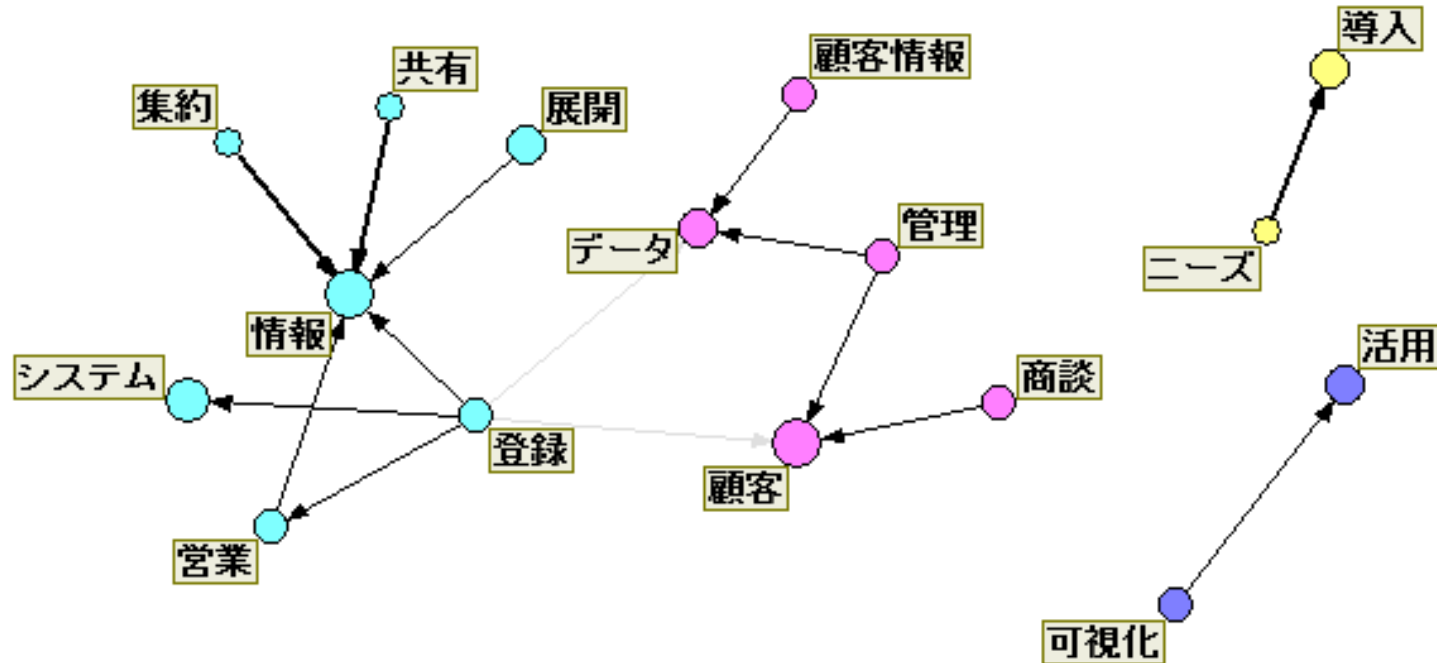 導入
共有
顧客情報
集約
展開
管理
データ
ニーズ
情報
システム
活用
商談
登録
顧客
営業
可視化